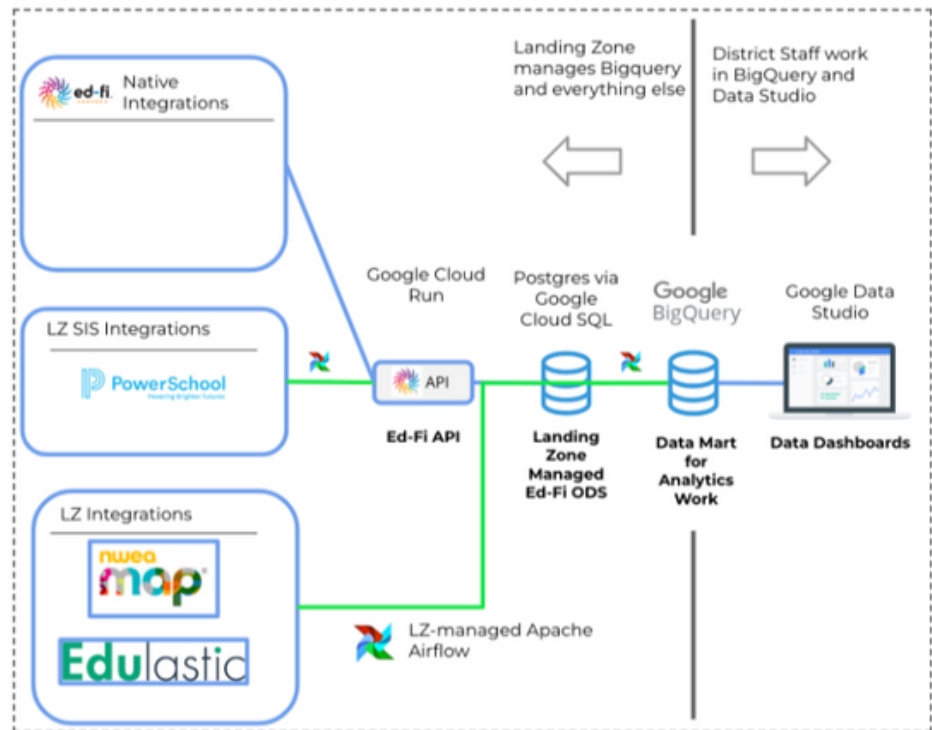 Landing Zone
manages Bigquery
and everything else
District Staff work
in BigQuery and
Data Studio
ed-fi
Native
Integrations
Google Cloud
Run
Postgres via
Google
Cloud SQL
Google
BigQuery
Google Data
Studio
LZ SIS Integrations
PowerSchool
Powering Brighter Futures
API
Ed-Fi API
Landing
Zone
Managed
Ed-Fi ODS
Data Mart
for
Analytics
Work
Data Dashboards
LZ Integrations
nwea
map
Edulastic
LZ-managed Apache
Airflow